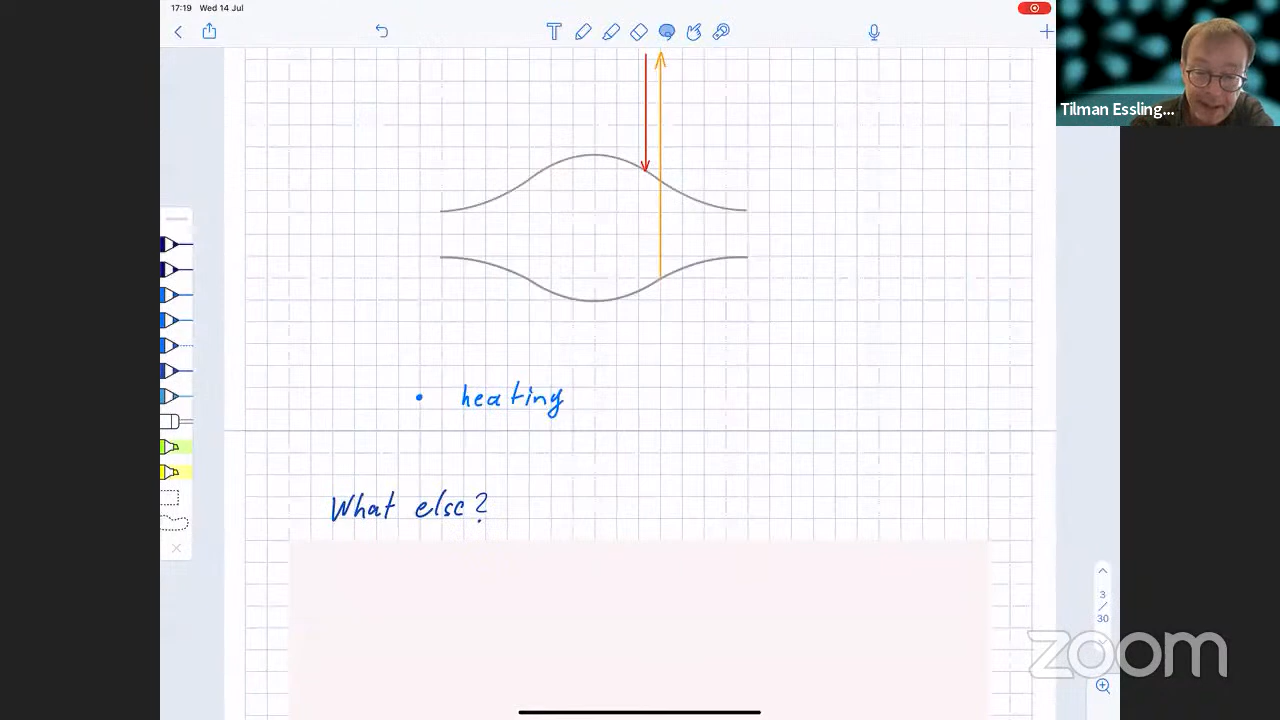 17:19 Wed 14 Jul
Tilman Essling...
• heating
What else?
3
/
30
zoom